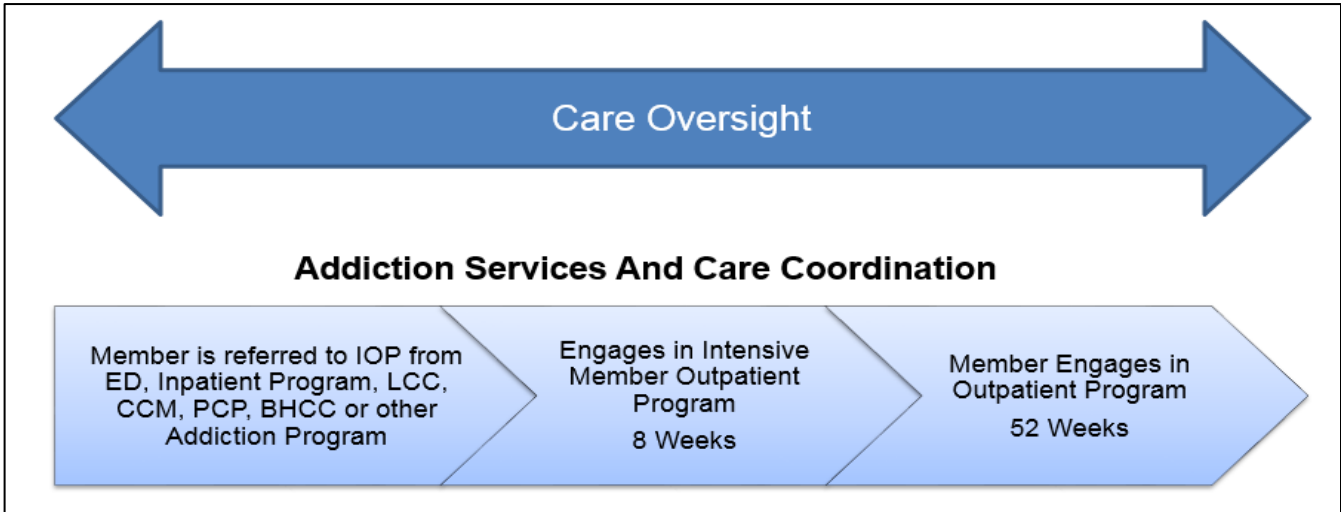 Care Oversight
Addiction Services And Care Coordination
Member is referred to IOP from
ED, Inpatient Program, LCC,
CCM, PCP, BHCC or other
Addiction Program
Engages in Intensive
Member Outpatient
Program
8 Weeks
Member Engages in
Outpatient Program
52 Weeks